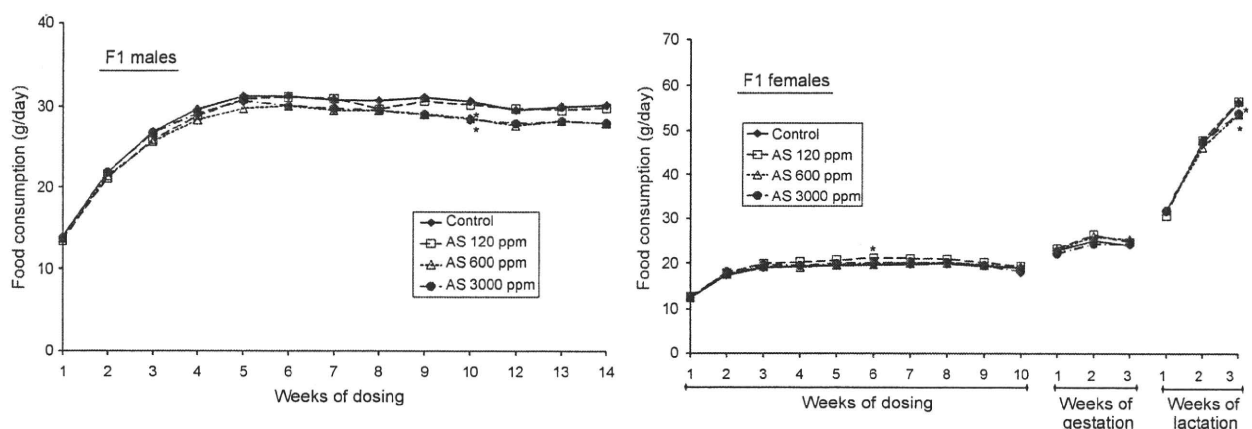 40
30
20
10
0
Food consumption (g/day)
F1 males
*
*
Control
AS 120 ppm
AS 600 ppm
AS 3000 ppm
1 2 3 4 5 6 7 8 9 10 12 13 14
Weeks of dosing
70
60
50
40
30
20
10
0
Food consumption (g/day)
F1 females
Control
AS 120 ppm
AS 600 ppm
AS 3000 ppm
*
*
*
1 2 3 4 5 6 7 8 9 10 1 2 3 1 2 3
Weeks of dosing
Weeks of
gestation
Weeks of
lactation